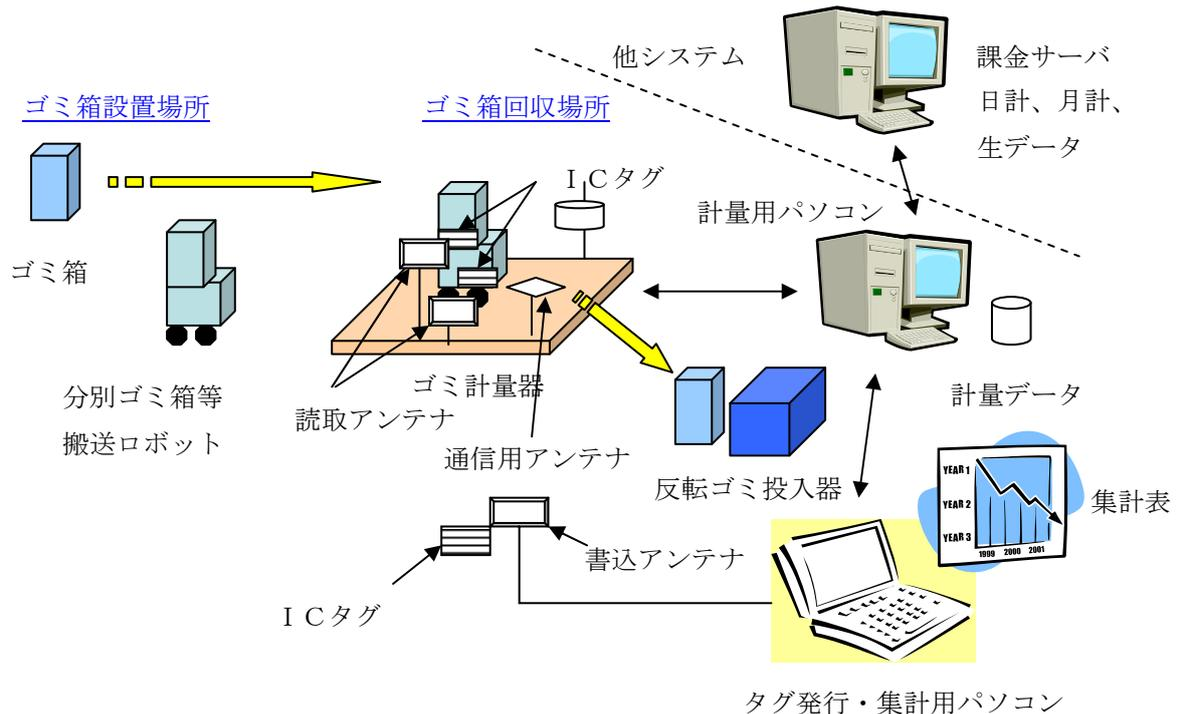 他システム
課金サーバ
日計、月計、
生データ
ゴミ箱設置場所
ゴミ箱回収場所
ＩＣタグ
計量用パソコン
ゴミ箱
ゴミ計量器
読取アンテナ
通信用アンテナ
分別ゴミ箱等
搬送ロボット
計量データ
反転ゴミ投入器
YEAR 1
YEAR 2
YEAR 3
1999 2000 2001
集計表
書込アンテナ
ＩＣタグ
タグ発行・集計用パソコン